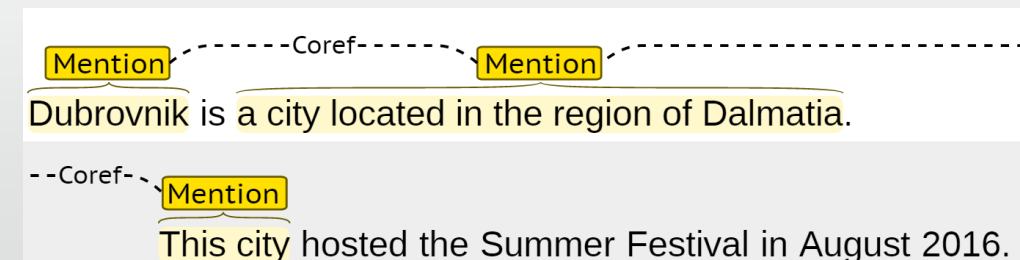 Coref
Mention Mention
Dubrovnik is a city located in the region of Dalmatia.
Coref
Mention
This city hosted the Summer Festival in August 2016.